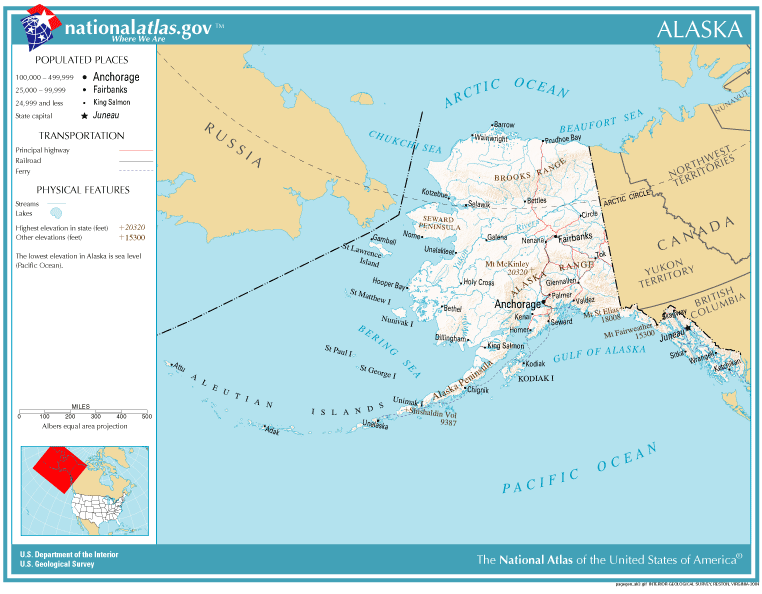 nationalatlas.gov™
Where We Are
ALASKA
POPULATED PLACES
100,000 – 499,999 • Anchorage
25,000 – 99,999 • Fairbanks
24,999 and less • King Salmon
State capital ★ Juneau
TRANSPORTATION
Principal highway
Railroad
Ferry
PHYSICAL FEATURES
Streams
Lakes
Highest elevation in state (feet) +20320
Other elevations (feet) +15300
The lowest elevation in Alaska is sea level
(Pacific Ocean).
MILES
0 100 200 300 400 500
Albers equal area projection
ARCTIC OCEAN
BEAUFORT SEA
CHUKCHI SEA
RUSSIA
NUNAVUT
NORTHWEST
TERRITORIES
CANADA
YUKON
TERRITORY
BRITISH
COLUMBIA
ARCTIC CIRCLE
Barrow
Wainwright
Prudhoe Bay
BROOKS RANGE
Kotzebue
Selawik
Bettles
Circle
SEWARD
PENINSULA
Nome
Gambell
St Lawrence
Island
Unalakleet
Galena
River
Nenana
Fairbanks
Tok
Mt McKinley
20320
ALASKA RANGE
Holy Cross
Glennallen
Hooper Bay
St Matthew I
Anchorage
Palmer
Valdez
Bethel
Kenai
Nunivak I
Homer
Seward
Mt St Elias
18008
Mt Fairweather
15300
Skagway
Juneau
Sitka
Wrangell
Ketchikan
BERING SEA
Dillingham
King Salmon
GULF OF ALASKA
St Paul I
St George I
Kodiak
KODIAK I
Alaska Peninsula
Chignik
Attu
ALEUTIAN ISLANDS
Unimak I
Shishaldin Vol
9387
Adak
Unalaska
PACIFIC OCEAN
U.S. Department of the Interior
U.S. Geological Survey
The National Atlas of the United States of America®